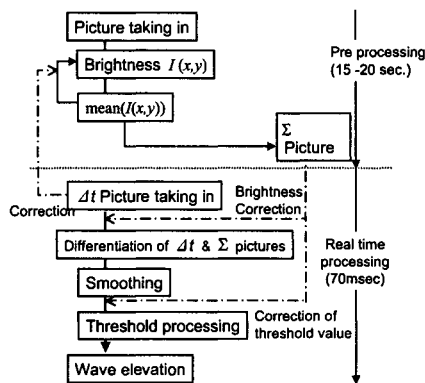 Picture taking in
Brightness I (x,y)
mean(I(x,y))
Σ
Picture
Pre processing
(15 -20 sec.)
Δt Picture taking in
Correction
Brightness
Correction
Differentiation of Δt & Σ pictures
Smoothing
Threshold processing
Correction of
threshold value
Wave elevation
Real time
processing
(70msec)